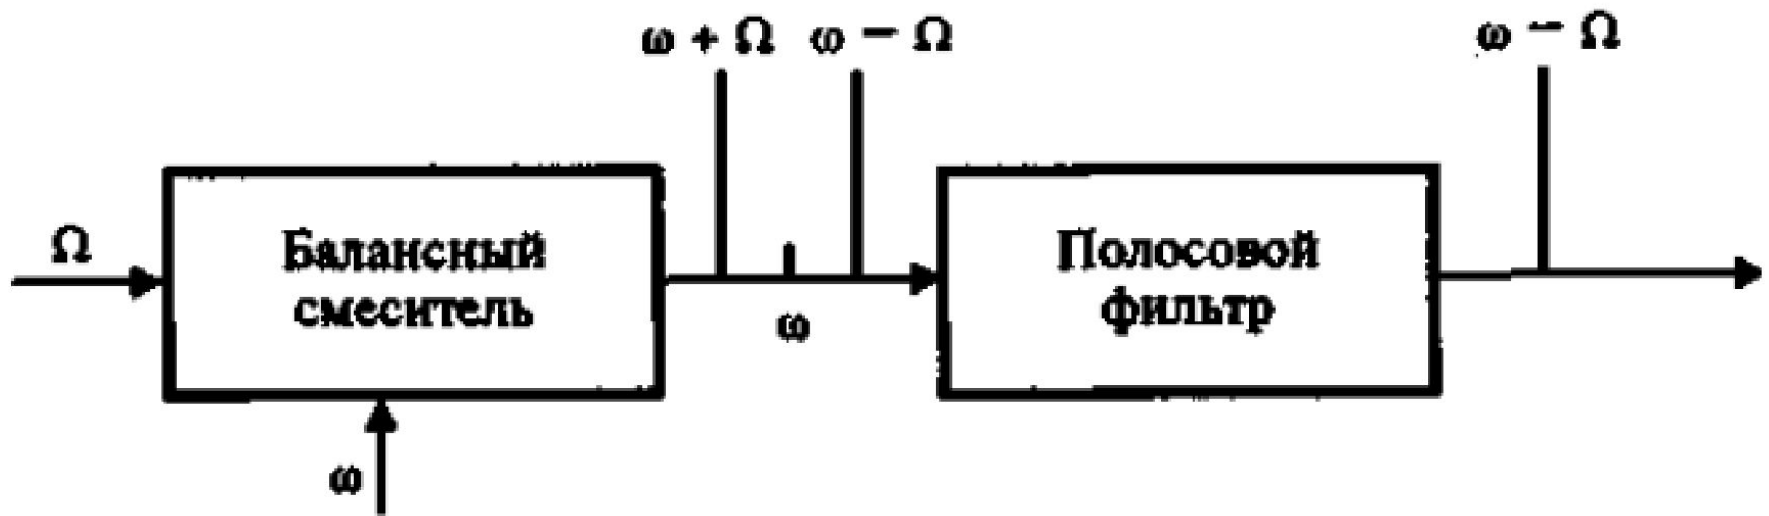 ω + Ω
ω − Ω
ω − Ω
Ω
Балансный
смеситель
Полосовой
фильтр
ω
ω